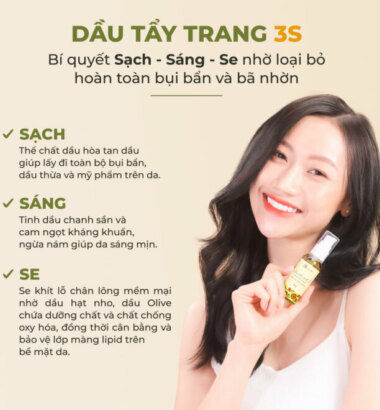 DẦU TẨY TRANG 3S
Bí quyết Sạch - Sáng - Se nhờ loại bỏ
hoàn toàn bụi bẩn và bã nhờn
SẠCH
Thể chất dầu hòa tan dầu
giúp lấy đi toàn bộ bụi bẩn,
dầu thừa và mỹ phẩm trên da.
SÁNG
Tinh dầu chanh sần và
cam ngọt kháng khuẩn,
ngừa nám giúp da sáng mịn.
SE
Se khít lỗ chân lông mềm mại
nhờ dầu hạt nho, dầu Olive
chứa dưỡng chất và chất chống
oxy hóa, đồng thời cân bằng và
bảo vệ lớp màng lipid trên
bề mặt da.